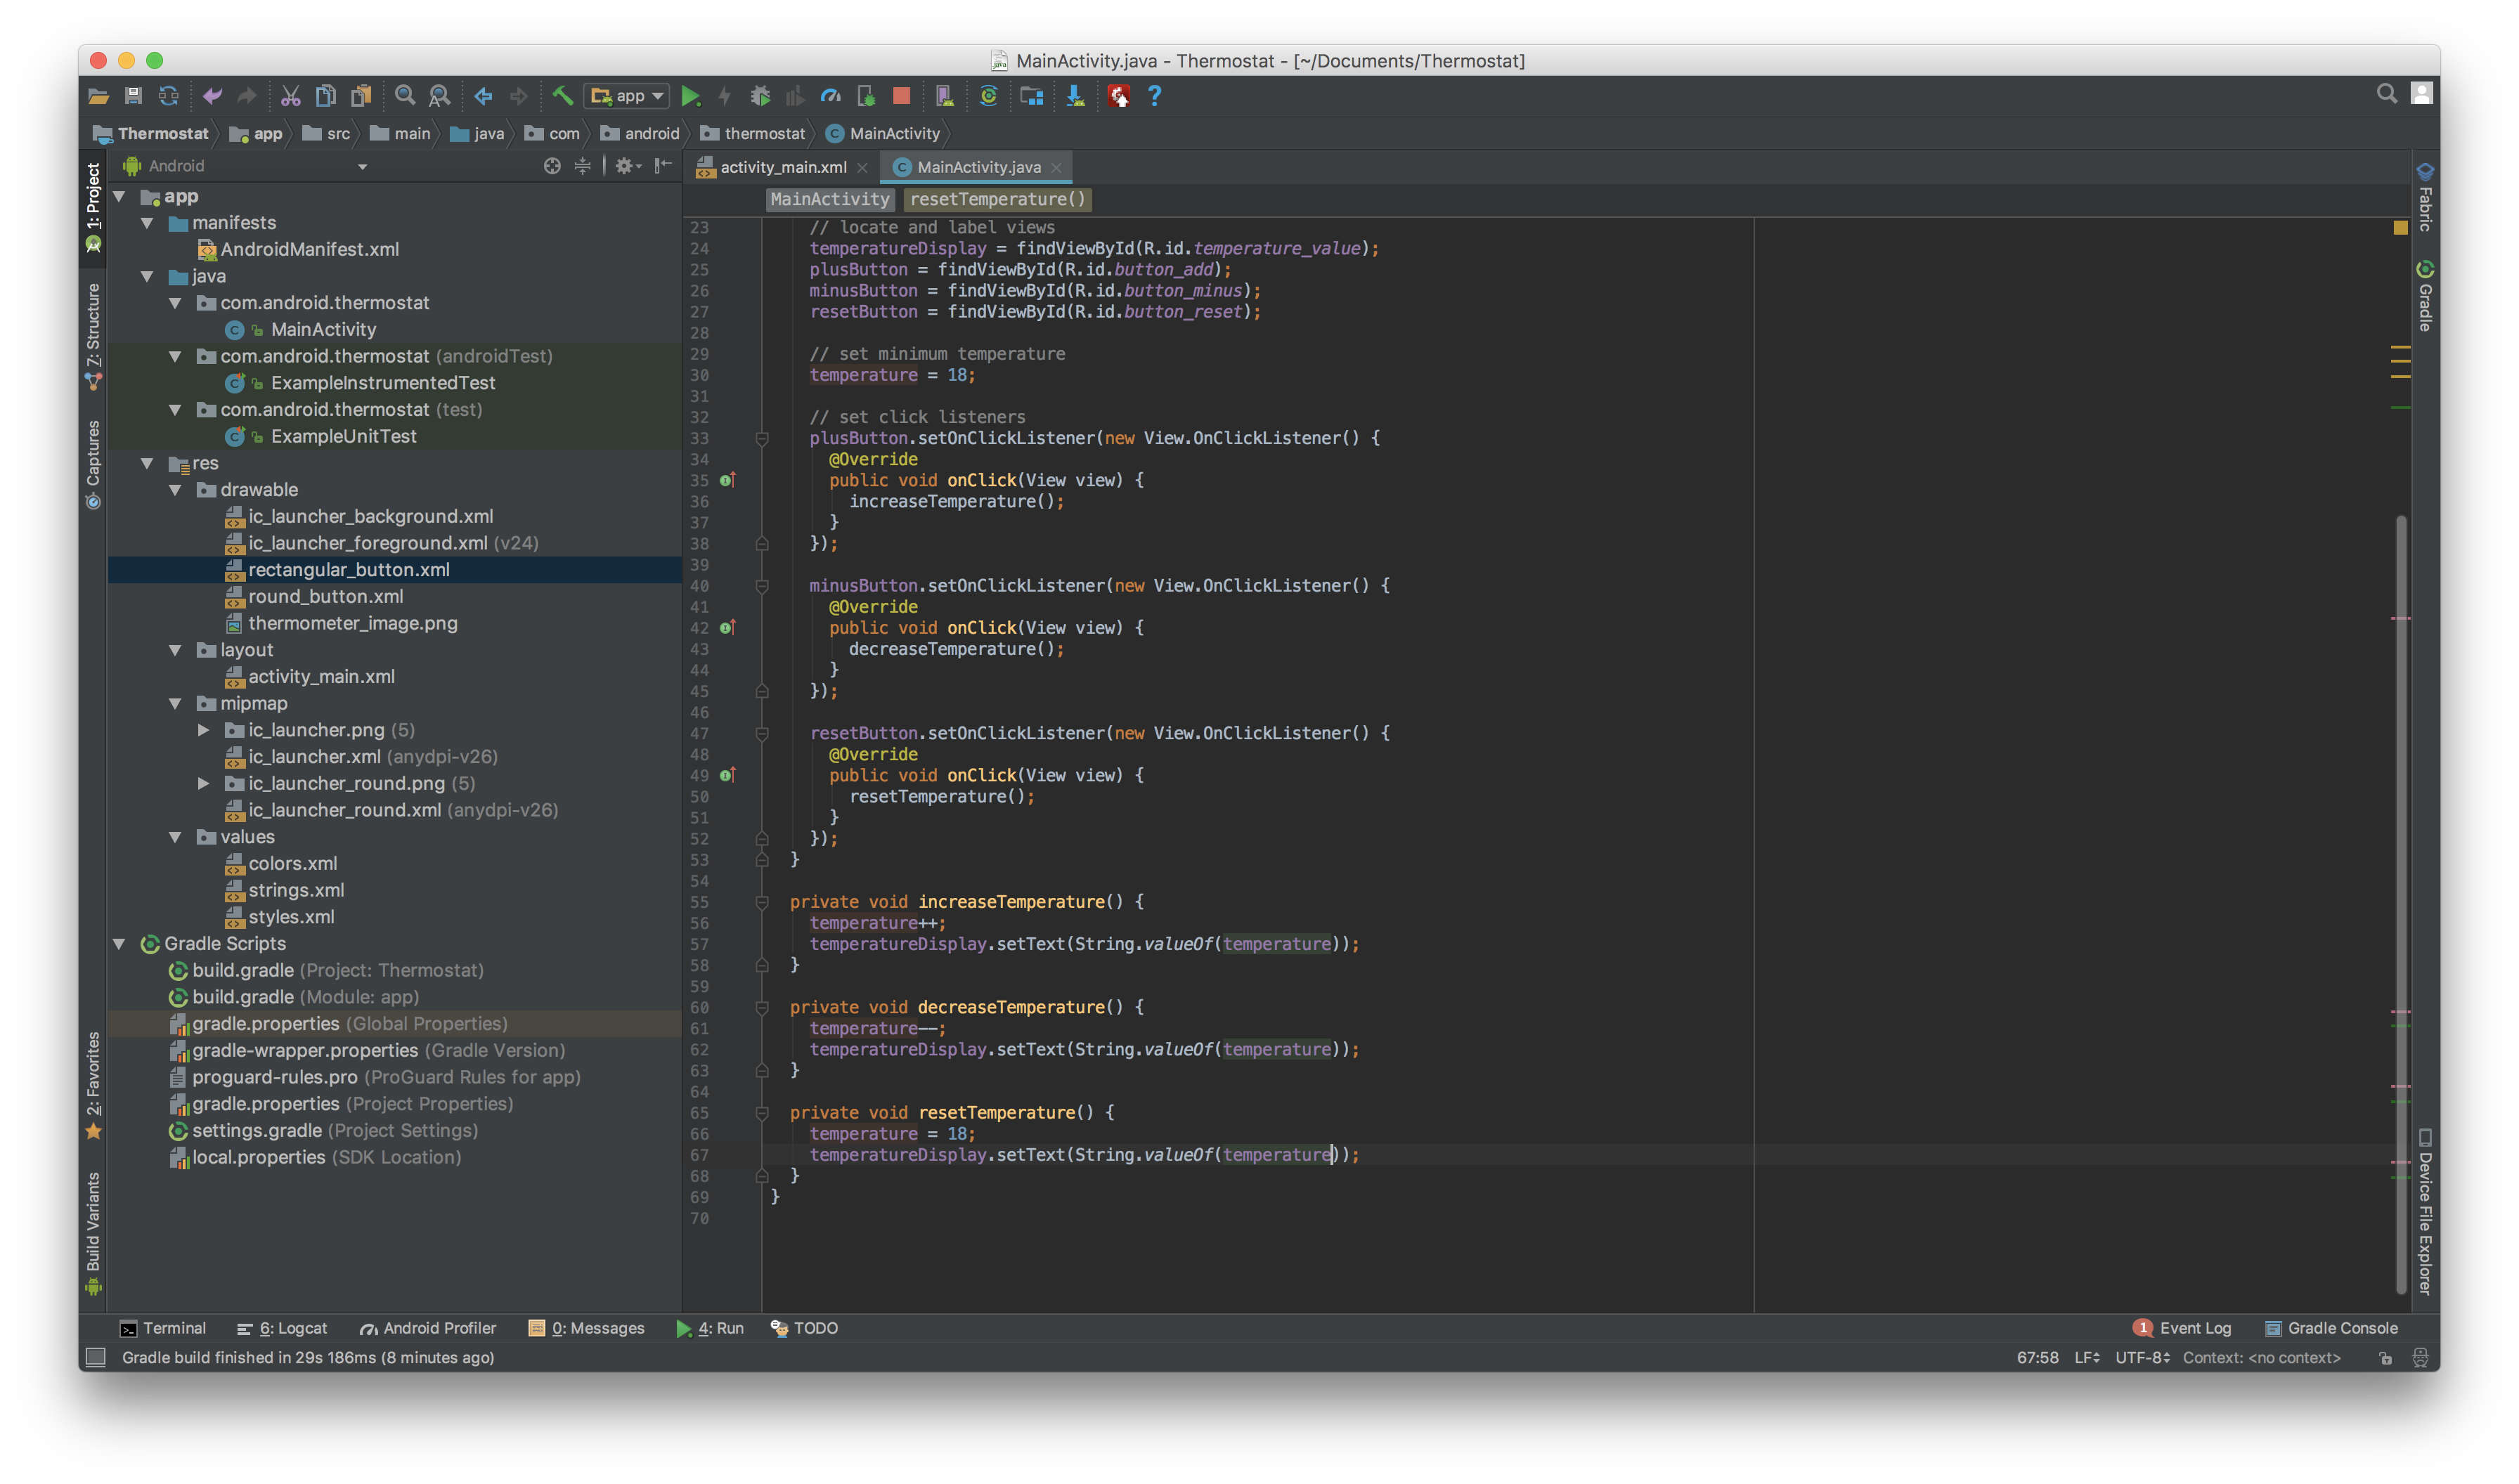 MainActivity.java - Thermostat - [~/Documents/Thermostat]
app
Thermostat app src main java com android thermostat MainActivity
1: Project
Z: Structure
Captures
2: Favorites
Build Variants
Android
app
manifests
AndroidManifest.xml
java
com.android.thermostat
MainActivity
com.android.thermostat (androidTest)
ExampleInstrumentedTest
com.android.thermostat (test)
ExampleUnitTest
res
drawable
ic_launcher_background.xml
ic_launcher_foreground.xml (v24)
rectangular_button.xml
round_button.xml
thermometer_image.png
layout
activity_main.xml
mipmap
ic_launcher.png (5)
ic_launcher.xml (anydpi-v26)
ic_launcher_round.png (5)
ic_launcher_round.xml (anydpi-v26)
values
colors.xml
strings.xml
styles.xml
Gradle Scripts
build.gradle (Project: Thermostat)
build.gradle (Module: app)
gradle.properties (Global Properties)
gradle-wrapper.properties (Gradle Version)
proguard-rules.pro (ProGuard Rules for app)
gradle.properties (Project Properties)
settings.gradle (Project Settings)
local.properties (SDK Location)
activity_main.xml MainActivity.java
MainActivity resetTemperature()
23 // locate and label views
24 temperatureDisplay = findViewById(R.id.temperature_value);
25 plusButton = findViewById(R.id.button_add);
26 minusButton = findViewById(R.id.button_minus);
27 resetButton = findViewById(R.id.button_reset);
28
29 // set minimum temperature
30 temperature = 18;
31
32 // set click listeners
33 plusButton.setOnClickListener(new View.OnClickListener() {
34 @Override
35 public void onClick(View view) {
36 increaseTemperature();
37 }
38 });
39
40 minusButton.setOnClickListener(new View.OnClickListener() {
41 @Override
42 public void onClick(View view) {
43 decreaseTemperature();
44 }
45 });
46
47 resetButton.setOnClickListener(new View.OnClickListener() {
48 @Override
49 public void onClick(View view) {
50 resetTemperature();
51 }
52 });
53 }
54
55 private void increaseTemperature() {
56 temperature++;
57 temperatureDisplay.setText(String.valueOf(temperature));
58 }
59
60 private void decreaseTemperature() {
61 temperature--;
62 temperatureDisplay.setText(String.valueOf(temperature));
63 }
64
65 private void resetTemperature() {
66 temperature = 18;
67 temperatureDisplay.setText(String.valueOf(temperature));
68 }
69 }
70
Fabric
Gradle
Device File Explorer
Terminal 6: Logcat Android Profiler 0: Messages 4: Run TODO 1 Event Log Gradle Console
Gradle build finished in 29s 186ms (8 minutes ago) 67:58 LF UTF-8 Context: <no context>